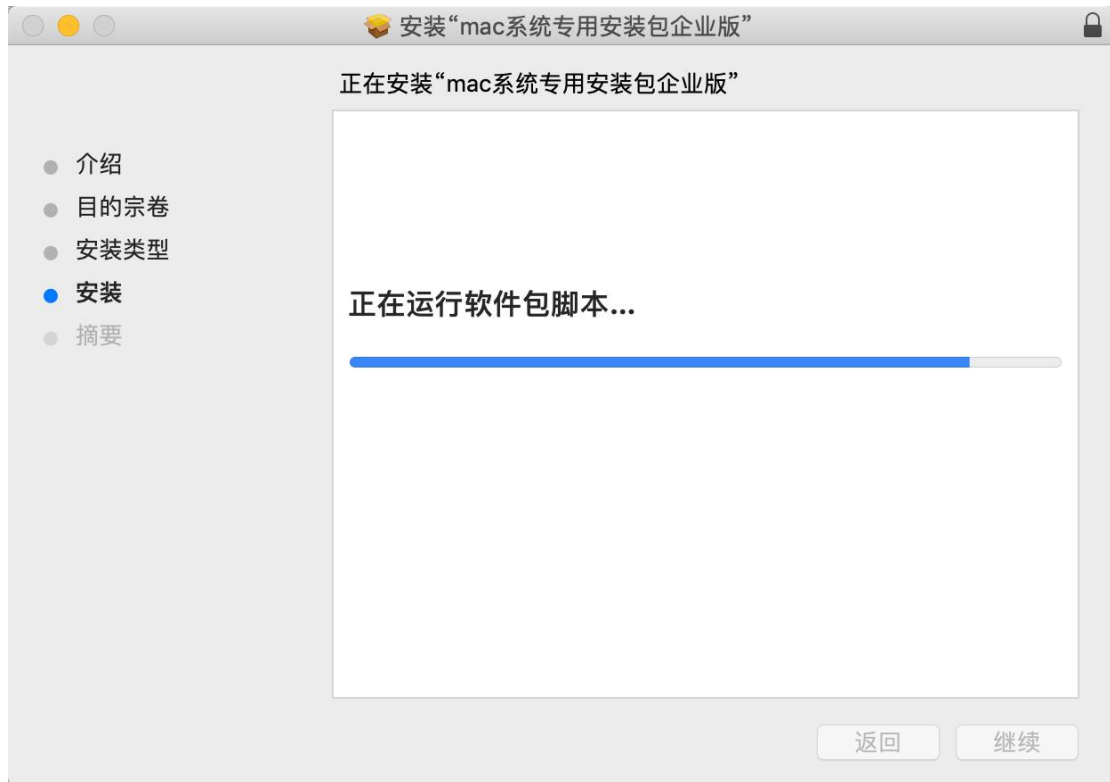 安装“mac系统专用安装包企业版”
正在安装“mac系统专用安装包企业版”
介绍
目的宗卷
安装类型
安装
摘要
正在运行软件包脚本...
返回
继续